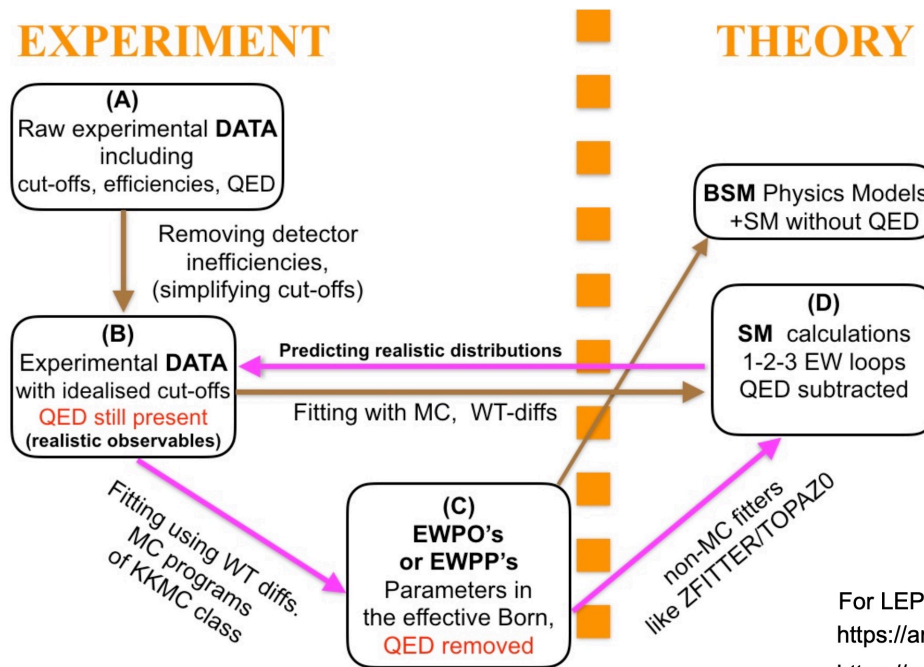 EXPERIMENT
THEORY
(A)
Raw experimental DATA
including
cut-offs, efficiencies, QED
Removing detector
inefficiencies,
(simplifying cut-offs)
BSM Physics Models
+SM without QED
(B)
Experimental DATA
with idealised cut-offs
QED still present
(realistic observables)
Predicting realistic distributions
Fitting with MC, WT-diffs
(D)
SM calculations
1-2-3 EW loops
QED subtracted
Fitting using WT diffs.
MC programs
of KKMC class
(C)
EWPO's
or EWPP's
Parameters in
the effective Born,
QED removed
non-MC fitters
like ZFITTER/TOPAZ0
For LEP
https://ar